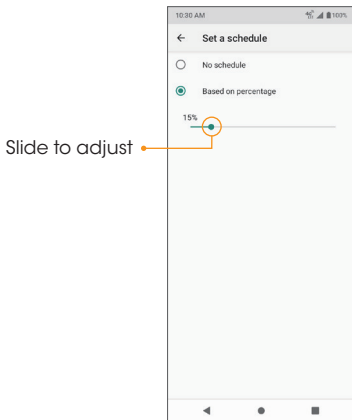 10:30 AM 100%
Set a schedule
No schedule
Based on percentage
15%
Slide to adjust